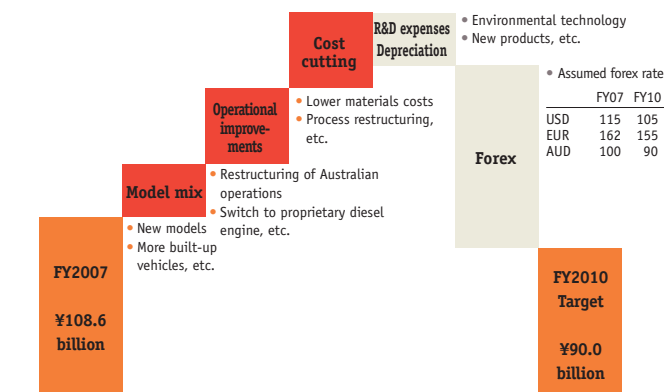 FY2007
¥108.6
billion
Model mix
• New models
• More built-up
vehicles, etc.
Operational
improve-
ments
• Restructuring of Australian
operations
• Switch to proprietary diesel
engine, etc.
Cost
cutting
• Lower materials costs
• Process restructuring,
etc.
R&D expenses
Depreciation
• Environmental technology
• New products, etc.
Forex
• Assumed forex rate
FY07 FY10
USD 115 105
EUR 162 155
AUD 100 90
FY2010
Target
¥90.0
billion